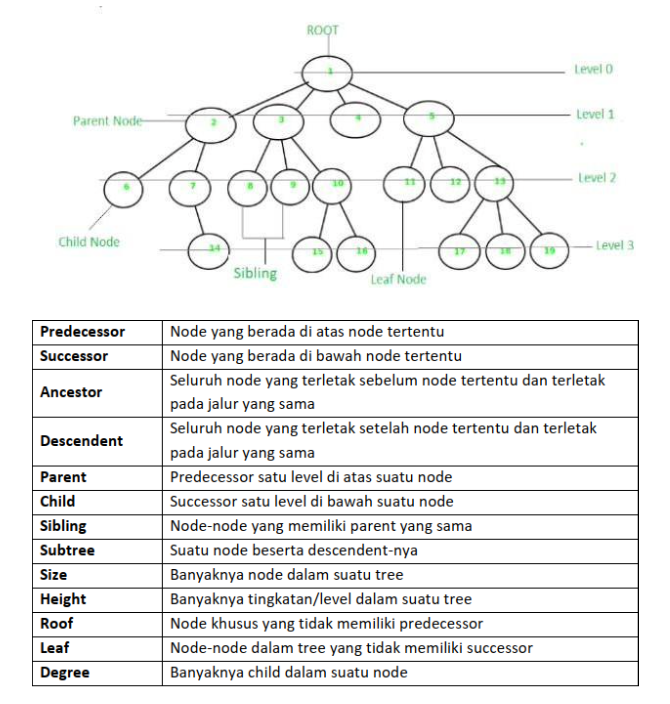 ROOT
1
Level 0
Parent Node
2
3
4
5
Level 1
6
7
8
9
10
11
12
13
Level 2
Child Node
14
Sibling
15
16
Leaf Node
17
18
19
Level 3
Predecessor Node yang berada di atas node tertentu
Successor Node yang berada di bawah node tertentu
Ancestor Seluruh node yang terletak sebelum node tertentu dan terletak
pada jalur yang sama
Descendent Seluruh node yang terletak setelah node tertentu dan terletak
pada jalur yang sama
Parent Predecessor satu level di atas suatu node
Child Successor satu level di bawah suatu node
Sibling Node-node yang memiliki parent yang sama
Subtree Suatu node beserta descendent-nya
Size Banyaknya node dalam suatu tree
Height Banyaknya tingkatan/level dalam suatu tree
Roof Node khusus yang tidak memiliki predecessor
Leaf Node-node dalam tree yang tidak memiliki successor
Degree Banyaknya child dalam suatu node